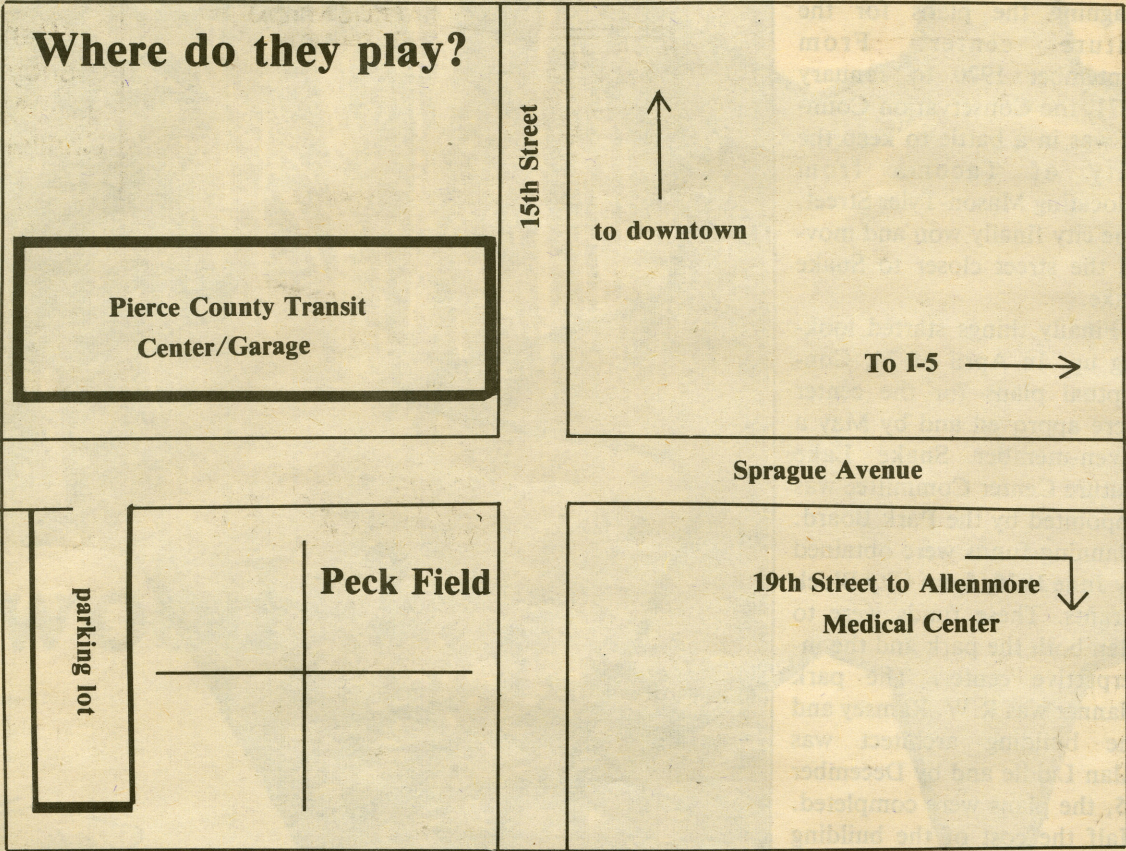 Where do they play?
15th Street
to downtown
Pierce County Transit
Center/Garage
To I-5
Sprague Avenue
Peck Field
19th Street to Allenmore
Medical Center
parking lot